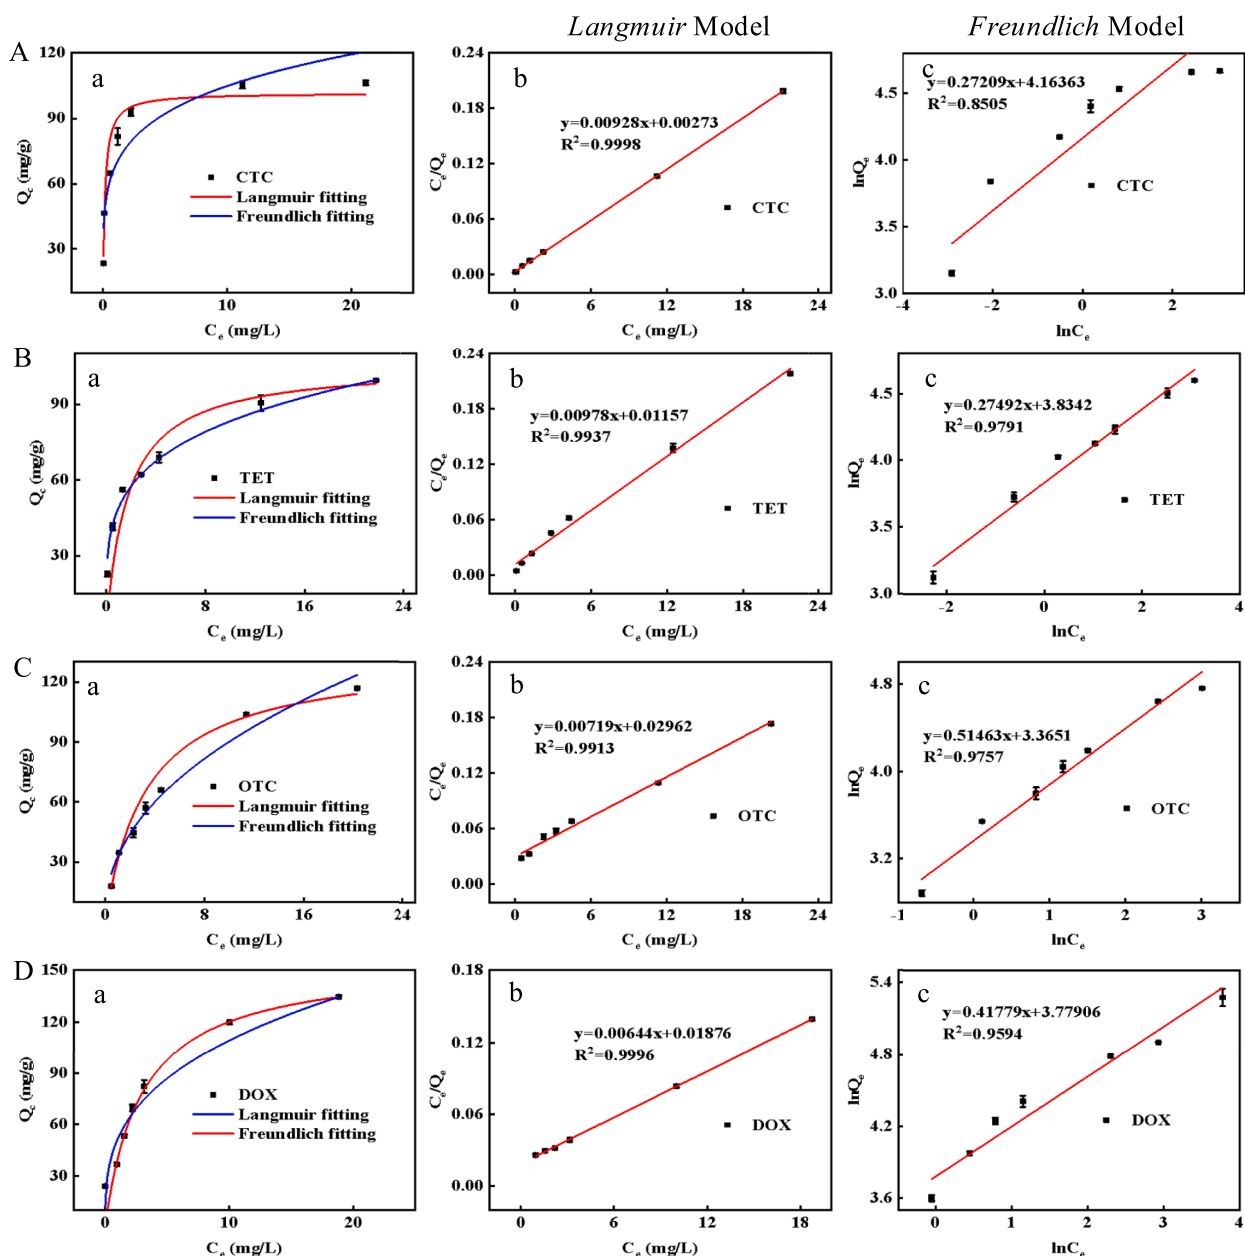 Langmuir Model
Freundlich Model
A
a
120
90
60
30
0
10
20
Qc (mg/g)
Ce (mg/L)
CTC
Langmuir fitting
Freundlich fitting
b
0.24
0.18
0.12
0.06
0.00
0
6
12
18
24
Ce/Qe
Ce (mg/L)
y=0.00928x+0.00273
R2=0.9998
CTC
c
4.5
4.0
3.5
3.0
-4
-2
0
2
lnQe
lnCe
y=0.27209x+4.16363
R2=0.8505
CTC
B
a
90
60
30
0
8
16
24
Qc (mg/g)
Ce (mg/L)
TET
Langmuir fitting
Freundlich fitting
b
0.24
0.18
0.12
0.06
0.00
0
6
12
18
24
Ce/Qe
Ce (mg/L)
y=0.00978x+0.01157
R2=0.9937
TET
c
4.5
4.0
3.5
3.0
-2
0
2
4
lnQe
lnCe
y=0.27492x+3.8342
R2=0.9791
TET
C
a
120
90
60
30
0
8
16
24
Qc (mg/g)
Ce (mg/L)
OTC
Langmuir fitting
Freundlich fitting
b
0.24
0.18
0.12
0.06
0.00
0
6
12
18
24
Ce/Qe
Ce (mg/L)
y=0.00719x+0.02962
R2=0.9913
OTC
c
4.8
4.0
3.2
-1
0
1
2
3
lnQe
lnCe
y=0.51463x+3.3651
R2=0.9757
OTC
D
a
150
120
90
60
30
0
10
20
Qc (mg/g)
Ce (mg/L)
DOX
Langmuir fitting
Freundlich fitting
b
0.18
0.12
0.06
0.00
0
6
12
18
Ce/Qe
Ce (mg/L)
y=0.00644x+0.01876
R2=0.9996
DOX
c
5.4
4.8
4.2
3.6
0
1
2
3
4
lnQe
lnCe
y=0.41779x+3.77906
R2=0.9594
DOX